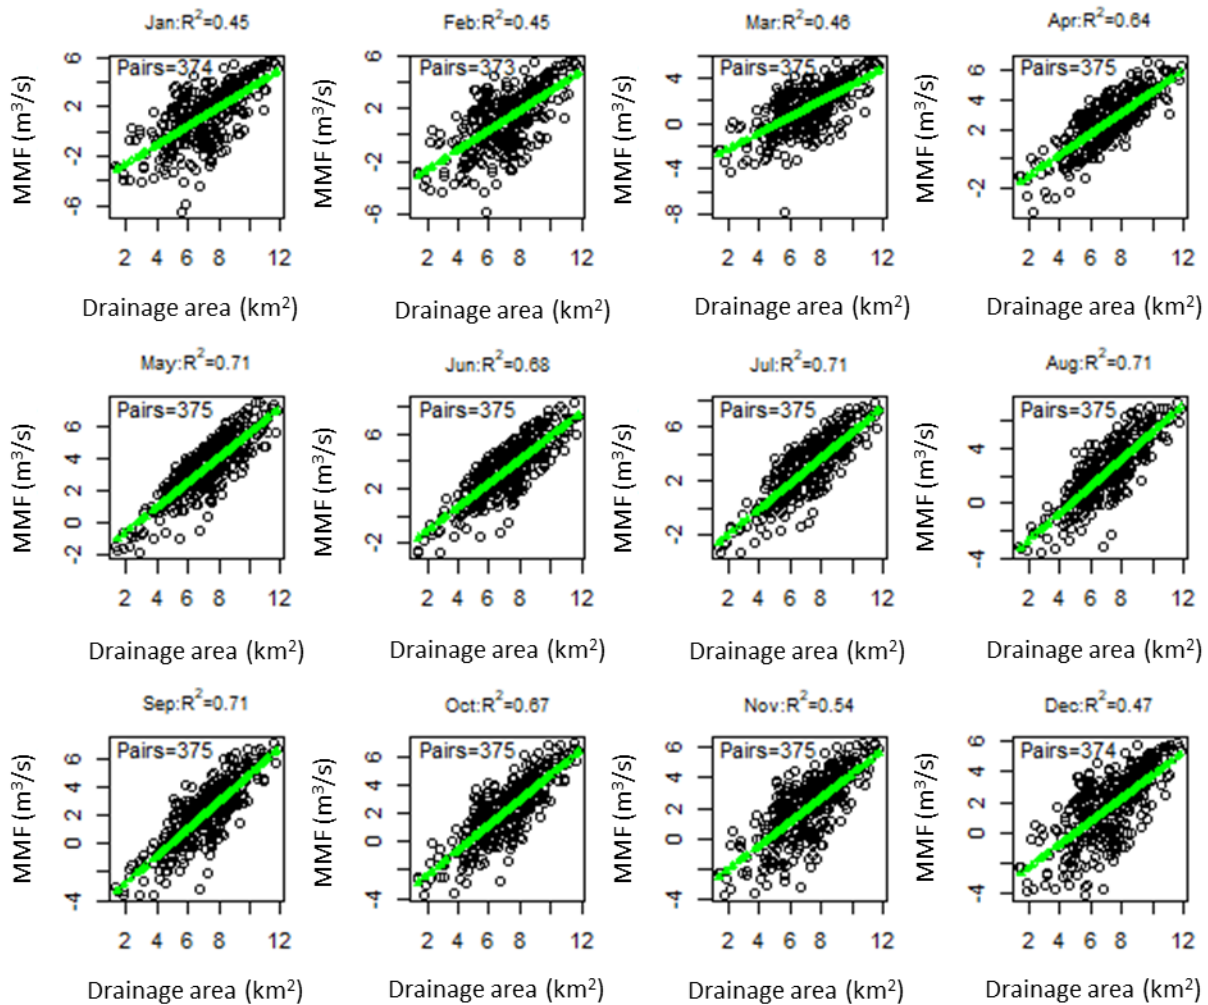 Jan:R²=0.45
Feb:R²=0.45
Mar:R²=0.46
Apr:R²=0.64
MMF (m³/s)
6
2
-2
-6
Pairs=374
2 4 6 8 12
Drainage area (km²)
MMF (m³/s)
6
2
-2
-6
Pairs=373
2 4 6 8 12
Drainage area (km²)
MMF (m³/s)
4
0
-4
-8
Pairs=375
2 4 6 8 12
Drainage area (km²)
MMF (m³/s)
6
4
2
-2
Pairs=375
2 4 6 8 12
Drainage area (km²)
May:R²=0.71
Jun:R²=0.68
Jul:R²=0.71
Aug:R²=0.71
MMF (m³/s)
6
4
2
0
-2
Pairs=375
2 4 6 8 12
Drainage area (km²)
MMF (m³/s)
6
2
-2
Pairs=375
2 4 6 8 12
Drainage area (km²)
MMF (m³/s)
6
2
-2
Pairs=375
2 4 6 8 12
Drainage area (km²)
MMF (m³/s)
4
0
-4
Pairs=375
2 4 6 8 12
Drainage area (km²)
Sep:R²=0.71
Oct:R²=0.67
Nov:R²=0.54
Dec:R²=0.47
MMF (m³/s)
6
4
0
-4
Pairs=375
2 4 6 8 12
Drainage area (km²)
MMF (m³/s)
6
2
0
-4
Pairs=375
2 4 6 8 12
Drainage area (km²)
MMF (m³/s)
6
4
0
-4
Pairs=375
2 4 6 8 12
Drainage area (km²)
MMF (m³/s)
6
2
-2
-4
Pairs=374
2 4 6 8 12
Drainage area (km²)